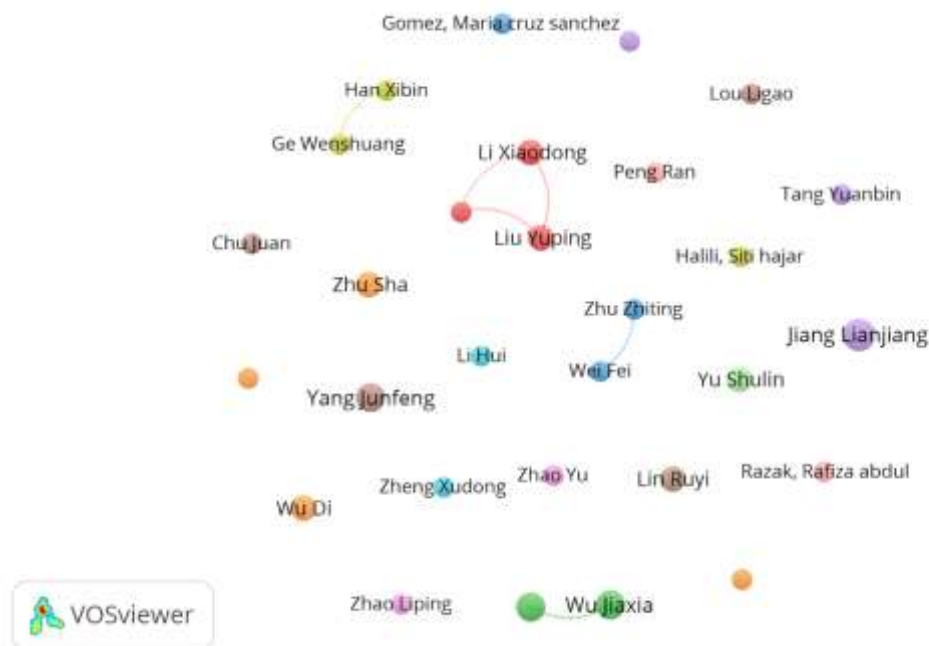 Gomez, Maria cruz sanchez
Han Xibin
Lou Ligao
Ge Wenshuang
Li Xiaodong
Peng Ran
Tang Yuanbin
Liu Yuping
Chu Juan
Halili, Siti hajar
Zhu Sha
Zhu Zhiting
Jiang Lianjiang
Li Hui
Wei Fei
Yu Shulin
Yang Junfeng
Zhao Yu
Lin Ruyi
Razak, Rafiza abdul
Zheng Xudong
Wu Di
Zhao Liping
Wu Jiaxia
VOSviewer